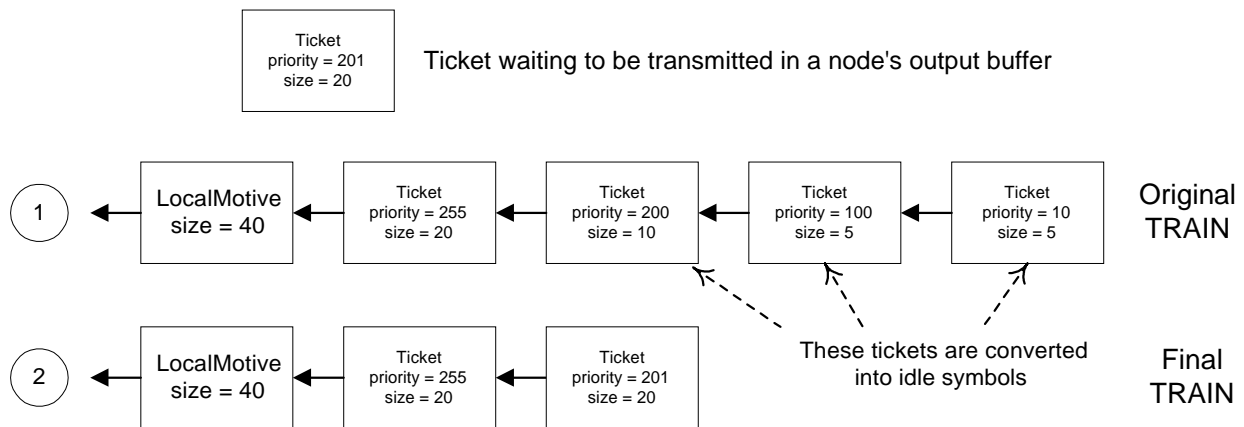 Ticket
priority = 201
size = 20
Ticket waiting to be transmitted in a node's output buffer
1
LocalMotive
size = 40
Ticket
priority = 255
size = 20
Ticket
priority = 200
size = 10
Ticket
priority = 100
size = 5
Ticket
priority = 10
size = 5
Original
TRAIN
2
LocalMotive
size = 40
Ticket
priority = 255
size = 20
Ticket
priority = 201
size = 20
These tickets are converted
into idle symbols
Final
TRAIN